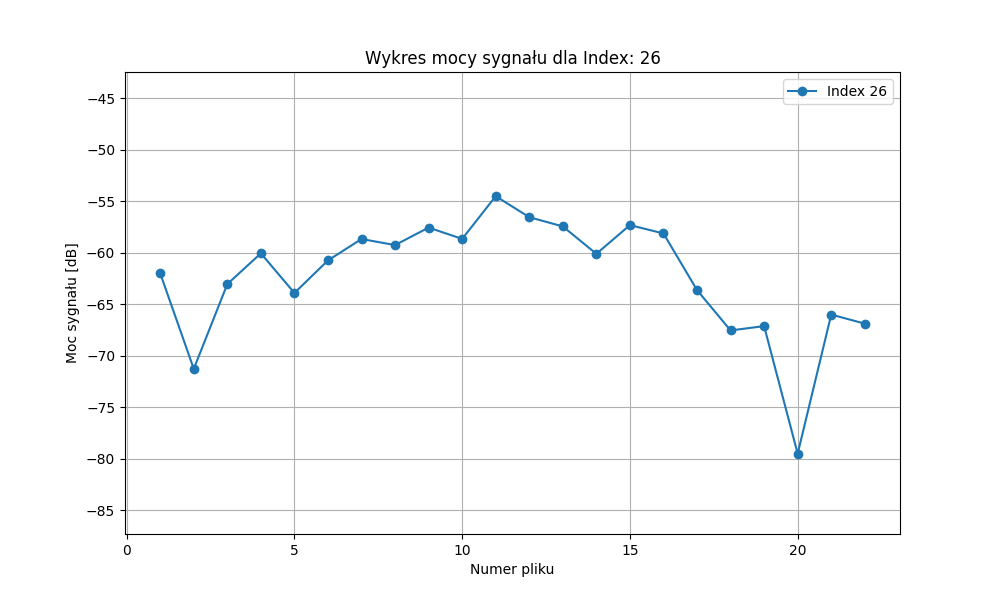 Wykres mocy sygnału dla Index: 26
Index 26
Moc sygnału [dB]
−45
−50
−55
−60
−65
−70
−75
−80
−85
0 5 10 15 20
Numer pliku